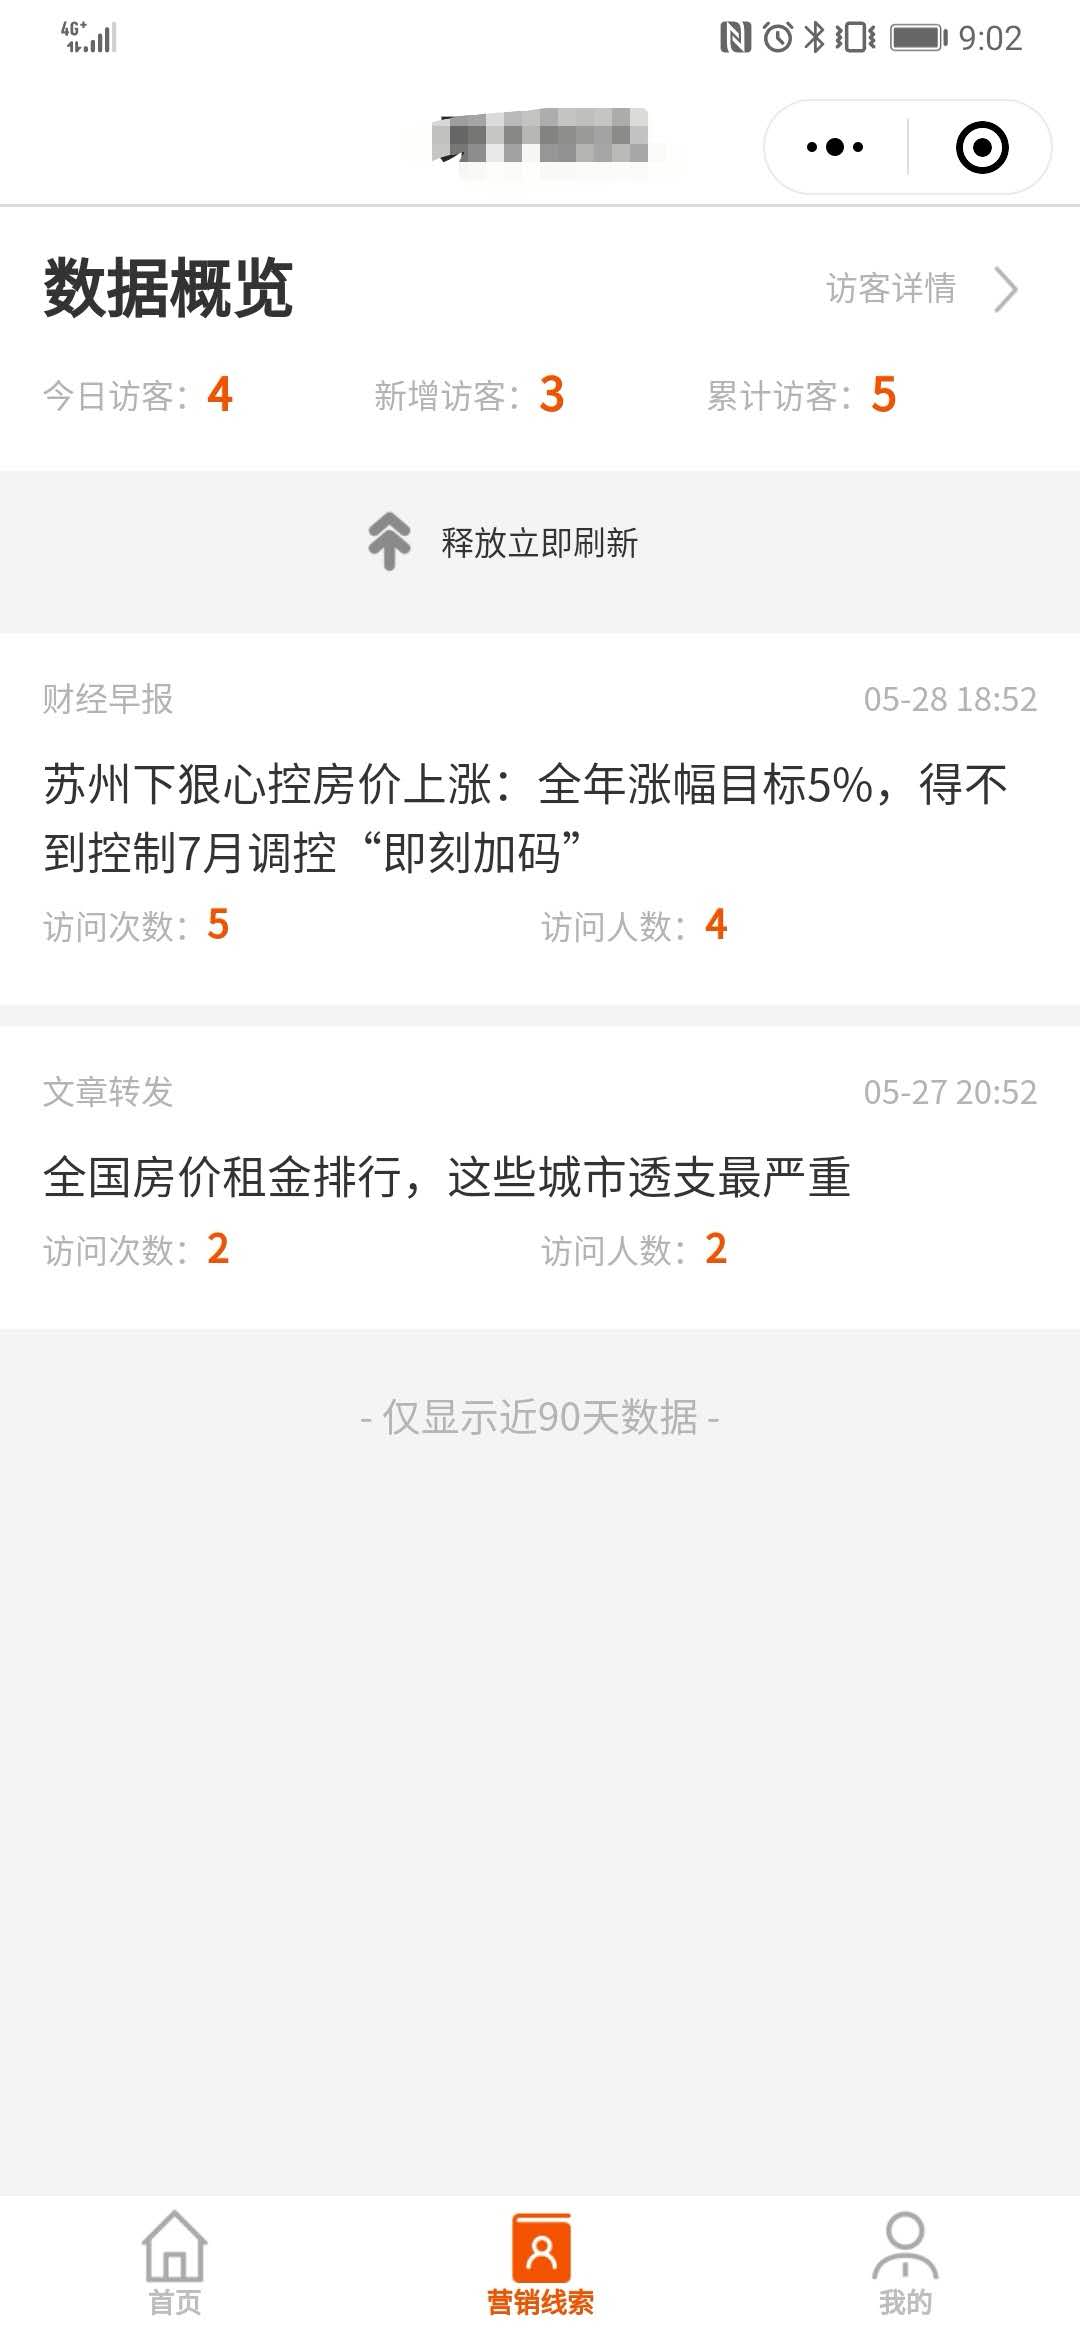 4G+
9:02
数据概览
访客详情
今日访客：4
新增访客：3
累计访客：5
释放立即刷新
财经早报
05-28 18:52
苏州下狠心控房价上涨：全年涨幅目标5%，得不
到控制7月调控“即刻加码”
访问次数：5
访问人数：4
文章转发
05-27 20:52
全国房价租金排行，这些城市透支最严重
访问次数：2
访问人数：2
- 仅显示近90天数据 -
首页
营销线索
我的